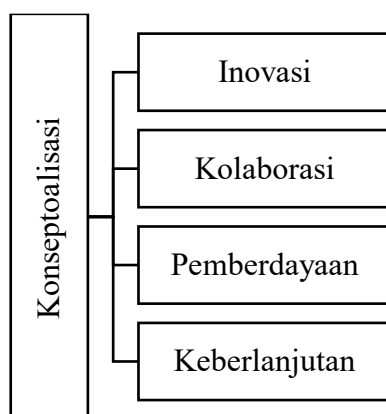 Konseptoalisasi
Inovasi
Kolaborasi
Pemberdayaan
Keberlanjutan